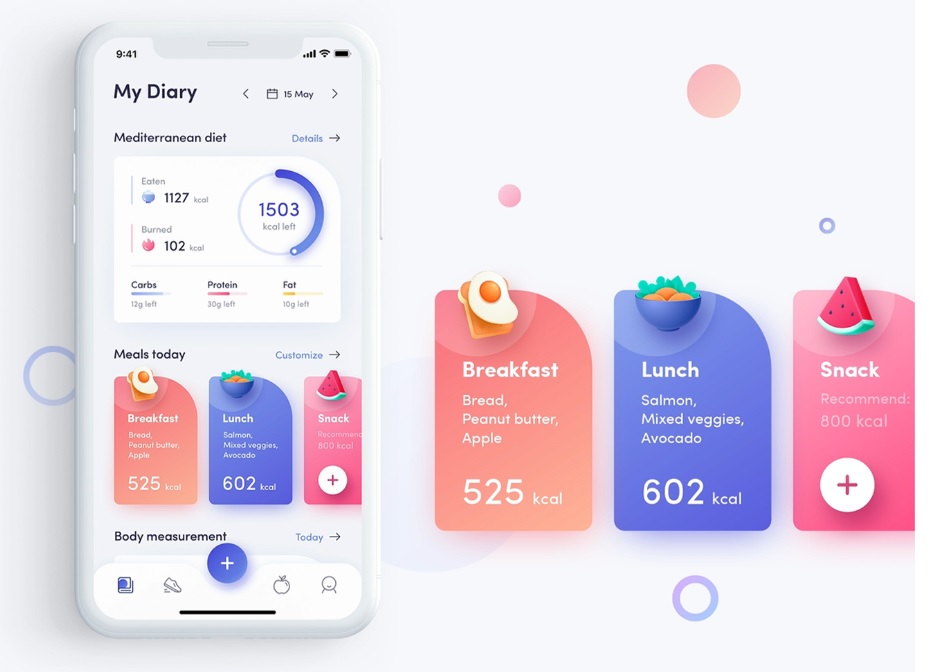 9:41
My Diary
15 May
Mediterranean diet
Details
Eaten
1127 kcal
Burned
102 kcal
1503
kcal left
Carbs
12g left
Protein
30g left
Fat
10g left
Meals today
Customize
Breakfast
Bread,
Peanut butter,
Apple
525 kcal
Lunch
Salmon,
Mixed veggies,
Avocado
602 kcal
Snack
Recommend
800 kcal
Body measurement
Today
Breakfast
Bread,
Peanut butter,
Apple
525 kcal
Lunch
Salmon,
Mixed veggies,
Avocado
602 kcal
Snack
Recommend:
800 kcal